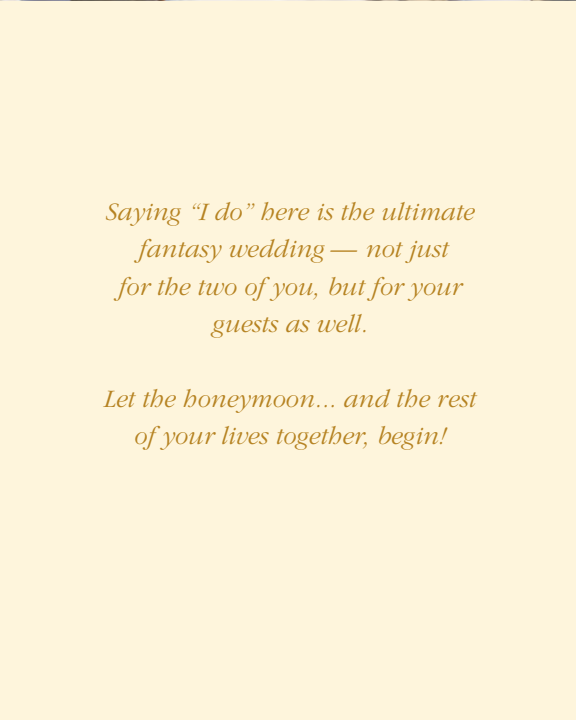 Saying “I do” here is the ultimate
fantasy wedding — not just
for the two of you, but for your
guests as well.
Let the honeymoon... and the rest
of your lives together, begin!